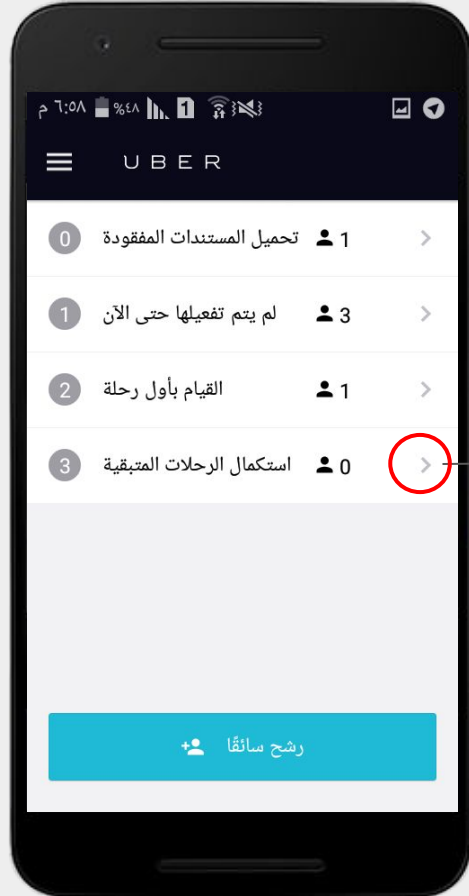 ٦:٥٨ م ٤٨% 1
UBER
0 تحميل المستندات المفقودة 1
1 لم يتم تفعيلها حتى الآن 3
2 القيام بأول رحلة 1
3 استكمال الرحلات المتبقية 0
رشح سائقًا